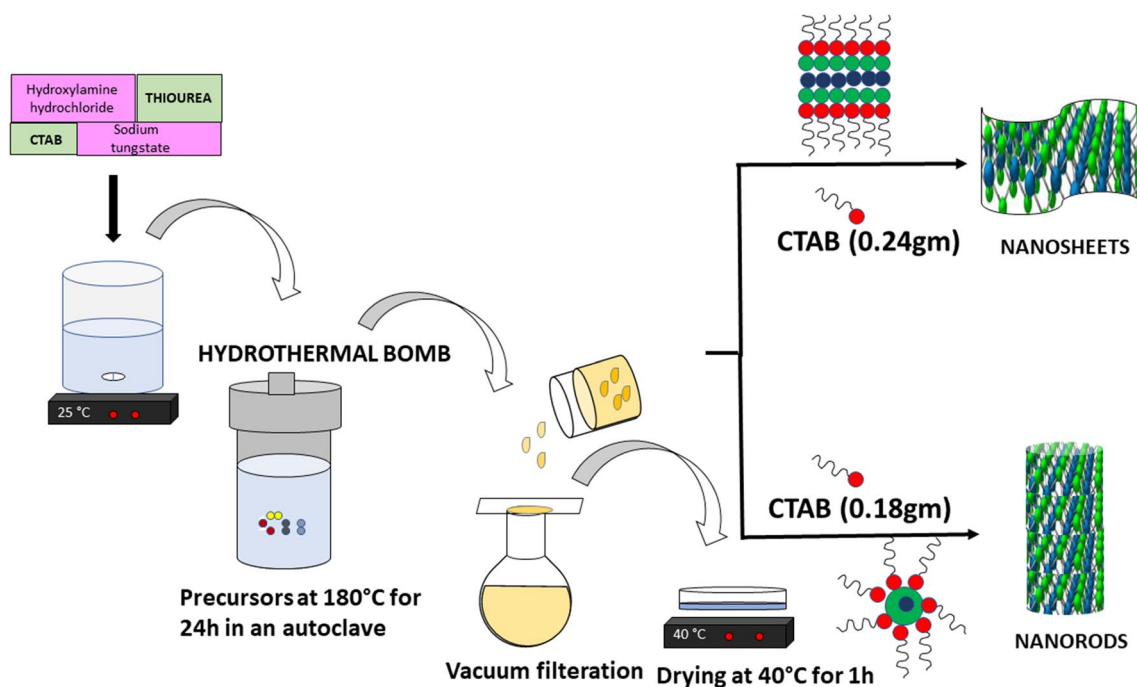 Hydroxylamine
hydrochloride
THIOUREA
CTAB
Sodium
tungstate
25 °C
HYDROTHERMAL BOMB
Precursors at 180°C for
24h in an autoclave
Vacuum filteration
40 °C
Drying at 40°C for 1h
CTAB (0.24gm)
NANOSHEETS
CTAB (0.18gm)
NANORODS